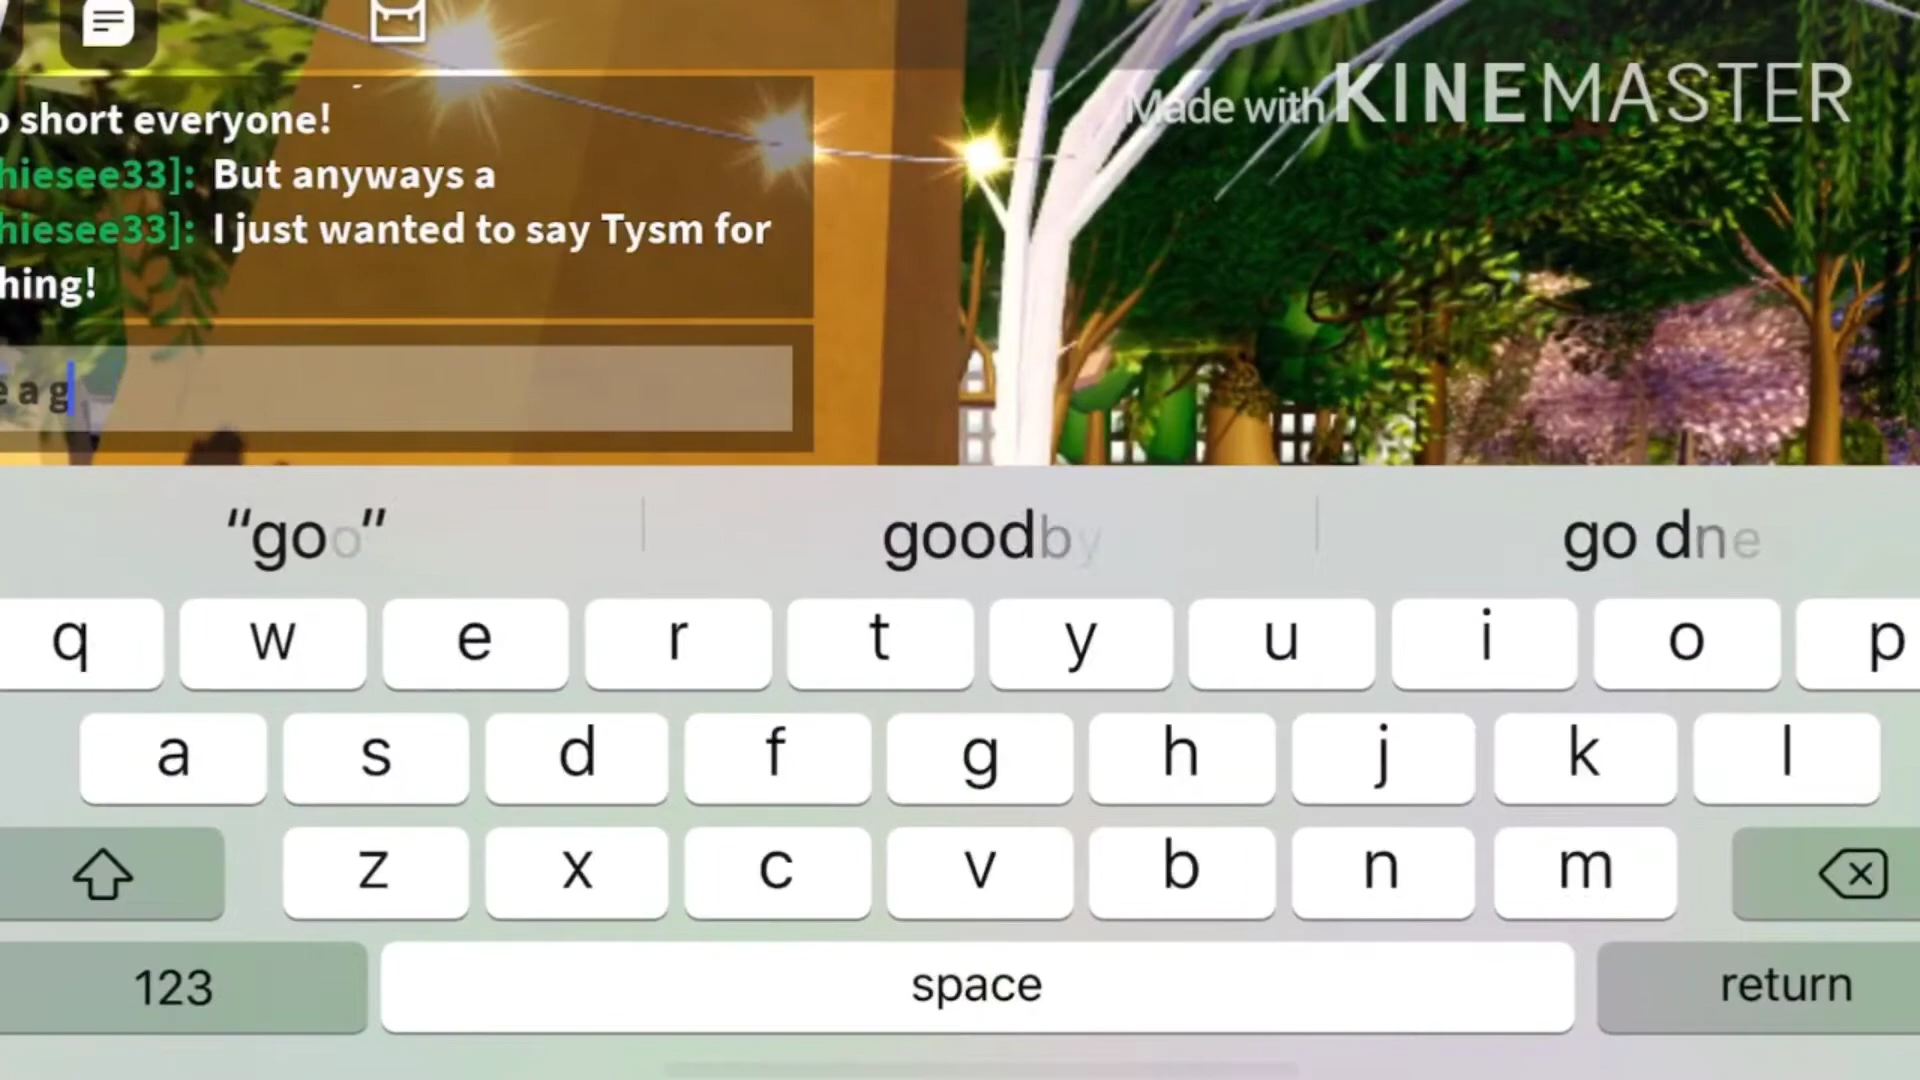 Made with KINEMASTER
o short everyone!
hiesee33]: But anyways a
hiesee33]: I just wanted to say Tysm for
hing!
e a g
“goo” goodby go dne
q w e r t y u i o p
a s d f g h j k l
z x c v b n m
123 space return